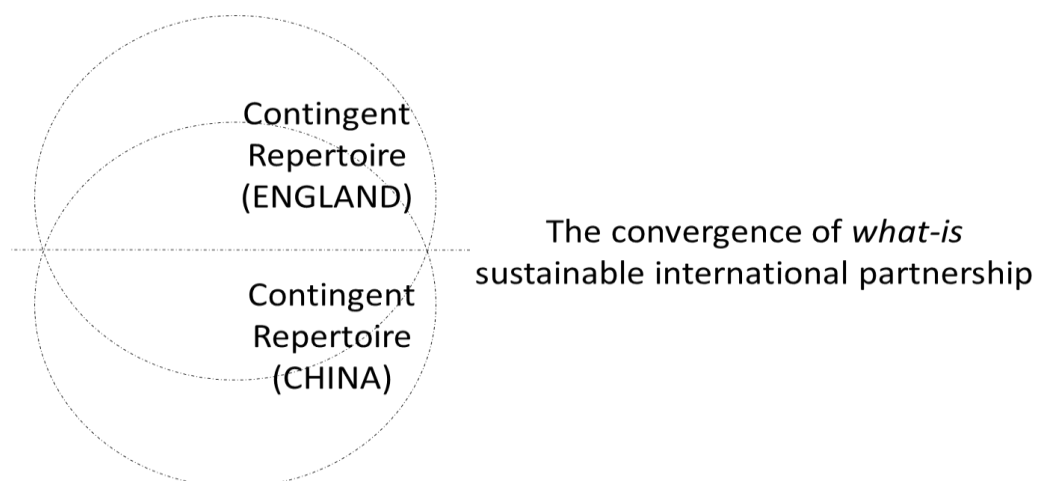 Contingent
Repertoire
(ENGLAND)
The convergence of what-is
sustainable international partnership
Contingent
Repertoire
(CHINA)